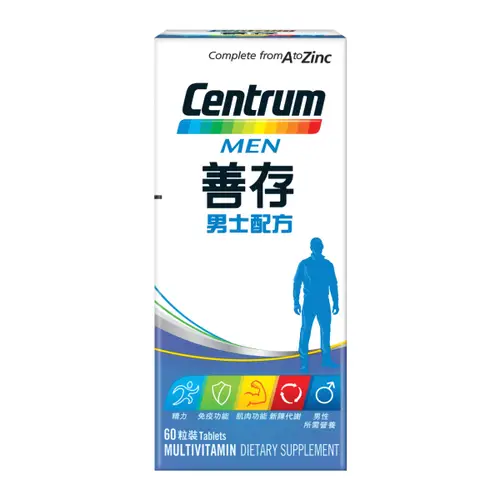 Complete from A to Zinc
Centrum
MEN
善存
男士配方
精力 免疫功能 肌肉功能 新陳代謝 男性
所需營養
60粒裝 Tablets
MULTIVITAMIN DIETARY SUPPLEMENT